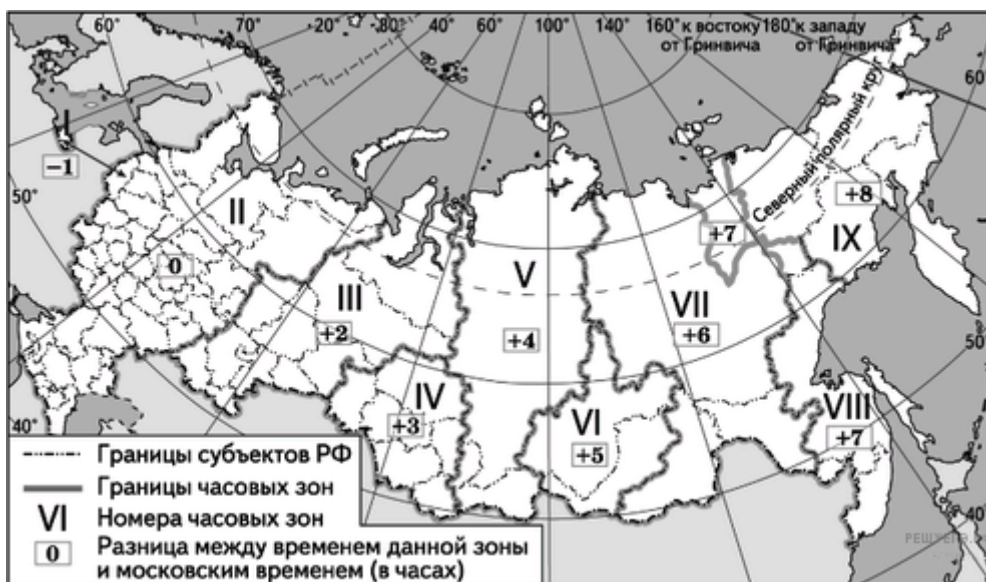 60° 70° -20° 40° 60° 80° 100° 160° к востоку 180° к западу
от Гринвича от Гринвича
60°
Северный полярный круг
I
-1
50°
+8
II
+7
IX
0
V
III
VII
+2
+4
+6
50°
IV
VIII
40°
+3
VI
+7
+5
Границы субъектов РФ
Границы часовых зон
VI Номера часовых зон
40°
0 Разница между временем данной зоны
и московским временем (в часах)